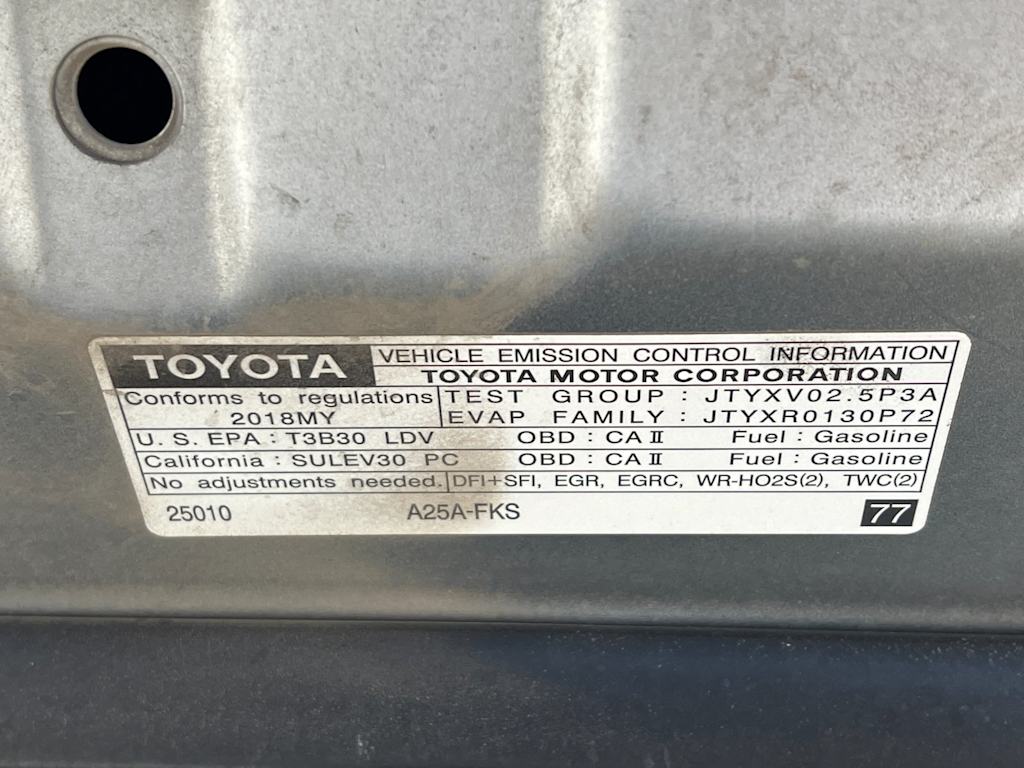 TOYOTA VEHICLE EMISSION CONTROL INFORMATION
TOYOTA MOTOR CORPORATION
Conforms to regulations TEST GROUP : JTYXV02.5P3A
2018MY EVAP FAMILY : JTYXR0130P72
U. S. EPA : T3B30 LDV OBD : CA II Fuel : Gasoline
California : SULEV30 PC OBD : CA II Fuel : Gasoline
No adjustments needed. DFI+SFI, EGR, EGRC, WR-HO2S(2), TWC(2)
25010 A25A-FKS 77